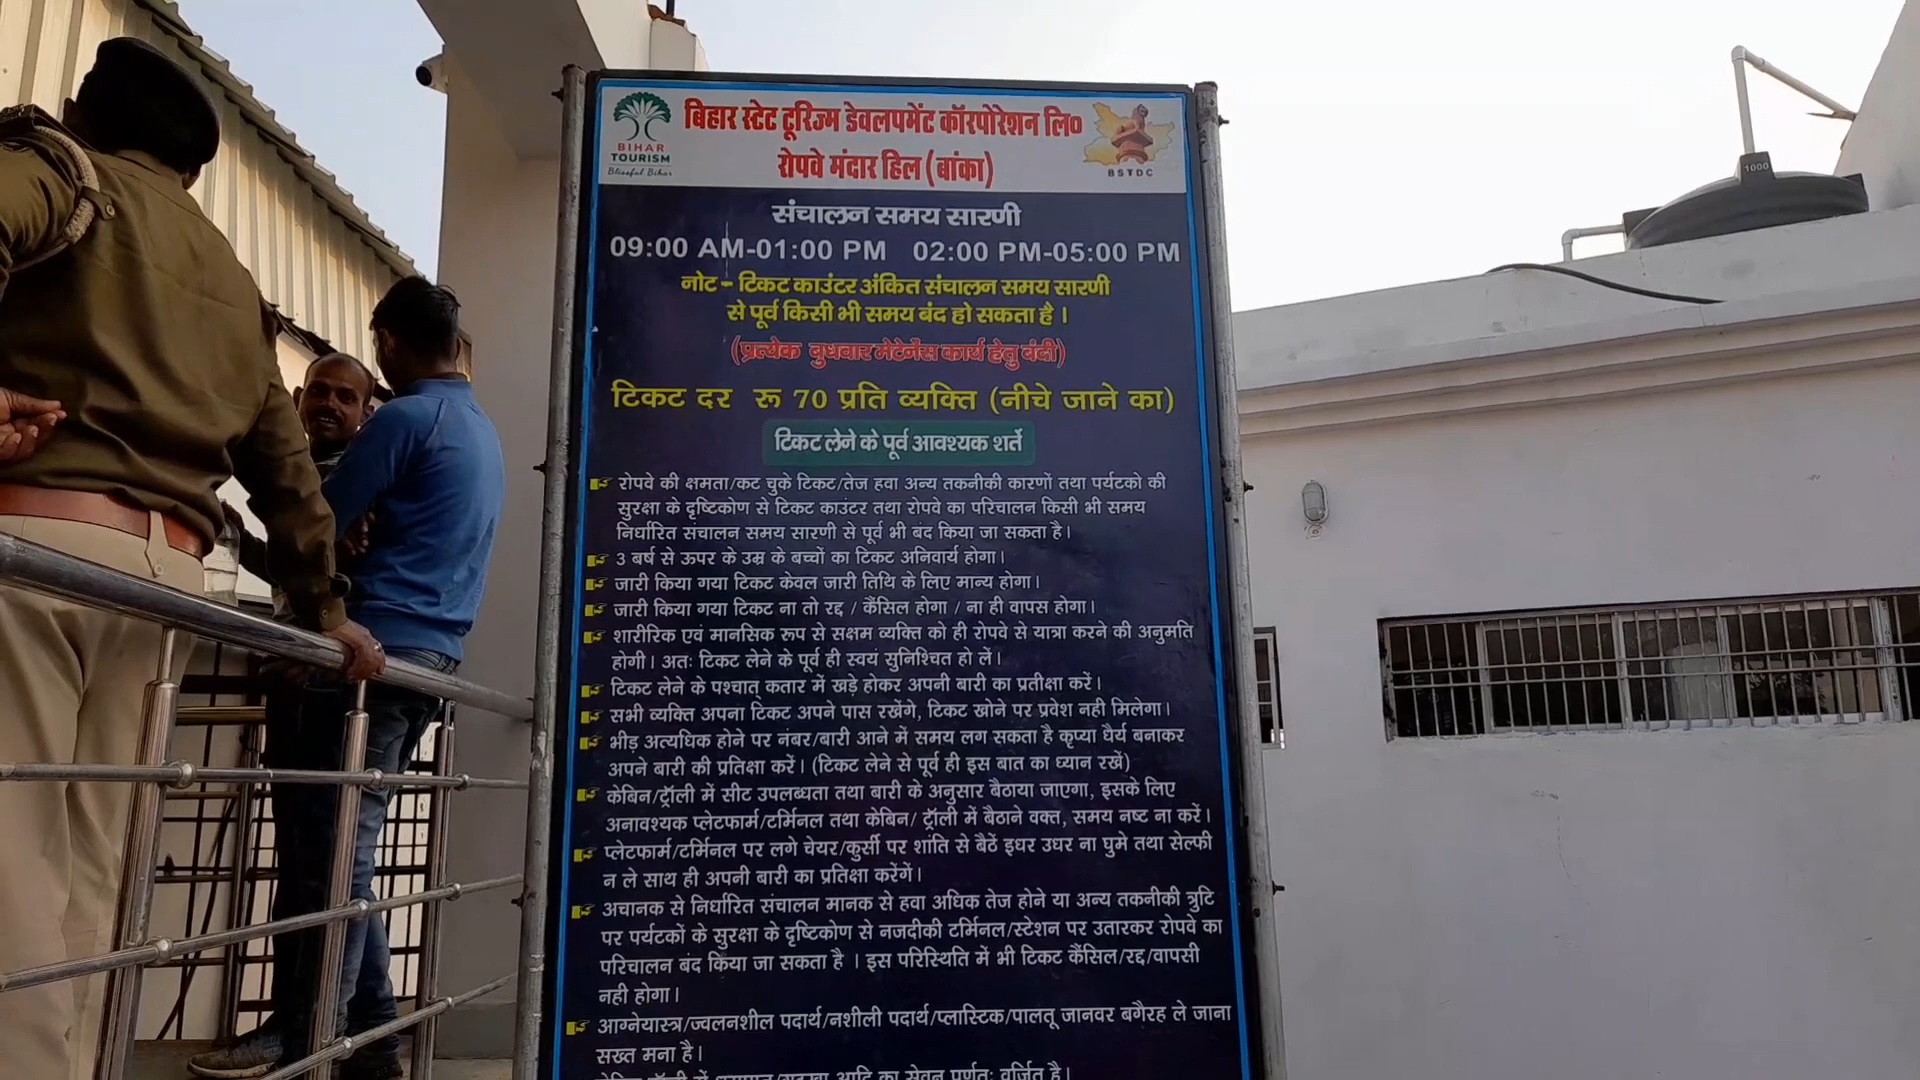 बिहार स्टेट टूरिज्म डेवलपमेंट कॉरपोरेशन लि०
रोपवे मंदार हिल (बांका)
BIHAR
TOURISM
Blissful Bihar
BSTDC
संचालन समय सारणी
09:00 AM-01:00 PM 02:00 PM-05:00 PM
नोट - टिकट काउंटर अंकित संचालन समय सारणी
से पूर्व किसी भी समय बंद हो सकता है ।
(प्रत्येक बुधवार मेंटेनेंस कार्य हेतु बंदी)
टिकट दर रू 70 प्रति व्यक्ति (नीचे जाने का)
टिकट लेने के पूर्व आवश्यक शर्ते
रोपवे की क्षमता/कट चुके टिकट/तेज हवा अन्य तकनीकी कारणों तथा पर्यटको की
सुरक्षा के दृष्टिकोण से टिकट काउंटर तथा रोपवे का परिचालन किसी भी समय
निर्धारित संचालन समय सारणी से पूर्व भी बंद किया जा सकता है।
3 बर्ष से ऊपर के उम्र के बच्चों का टिकट अनिवार्य होगा।
जारी किया गया टिकट केवल जारी तिथि के लिए मान्य होगा।
जारी किया गया टिकट ना तो रद्द / कैंसिल होगा / ना ही वापस होगा।
शारीरिक एवं मानसिक रूप से सक्षम व्यक्ति को ही रोपवे से यात्रा करने की अनुमति
होगी। अतः टिकट लेने के पूर्व ही स्वयं सुनिश्चित हो लें।
टिकट लेने के पश्चात् कतार में खड़े होकर अपनी बारी का प्रतीक्षा करें।
सभी व्यक्ति अपना टिकट अपने पास रखेंगे, टिकट खोने पर प्रवेश नही मिलेगा।
भीड़ अत्यधिक होने पर नंबर/बारी आने में समय लग सकता है कृप्या धैर्य बनाकर
अपने बारी की प्रतिक्षा करें। (टिकट लेने से पूर्व ही इस बात का ध्यान रखें)
केबिन/ट्रॉली में सीट उपलब्धता तथा बारी के अनुसार बैठाया जाएगा, इसके लिए
अनावश्यक प्लेटफार्म/टर्मिनल तथा केबिन/ ट्रॉली में बैठाने वक्त, समय नष्ट ना करें।
प्लेटफार्म/टर्मिनल पर लगे चेयर/कुर्सी पर शांति से बैठें इधर उधर ना घुमे तथा सेल्फी
न ले साथ ही अपनी बारी का प्रतिक्षा करेंगें।
अचानक से निर्धारित संचालन मानक से हवा अधिक तेज होने या अन्य तकनीकी त्रुटि
पर पर्यटकों के सुरक्षा के दृष्टिकोण से नजदीकी टर्मिनल/स्टेशन पर उतारकर रोपवे का
परिचालन बंद किया जा सकता है । इस परिस्थिति में भी टिकट कैंसिल/रद्द/वापसी
नही होगा।
आग्नेयास्त्र/ज्वलनशील पदार्थ/नशीली पदार्थ/प्लास्टिक/पालतू जानवर बगैरह ले जाना
सख्त मना है।
आदि का सेवन पूर्णतः वर्जित है।
1000